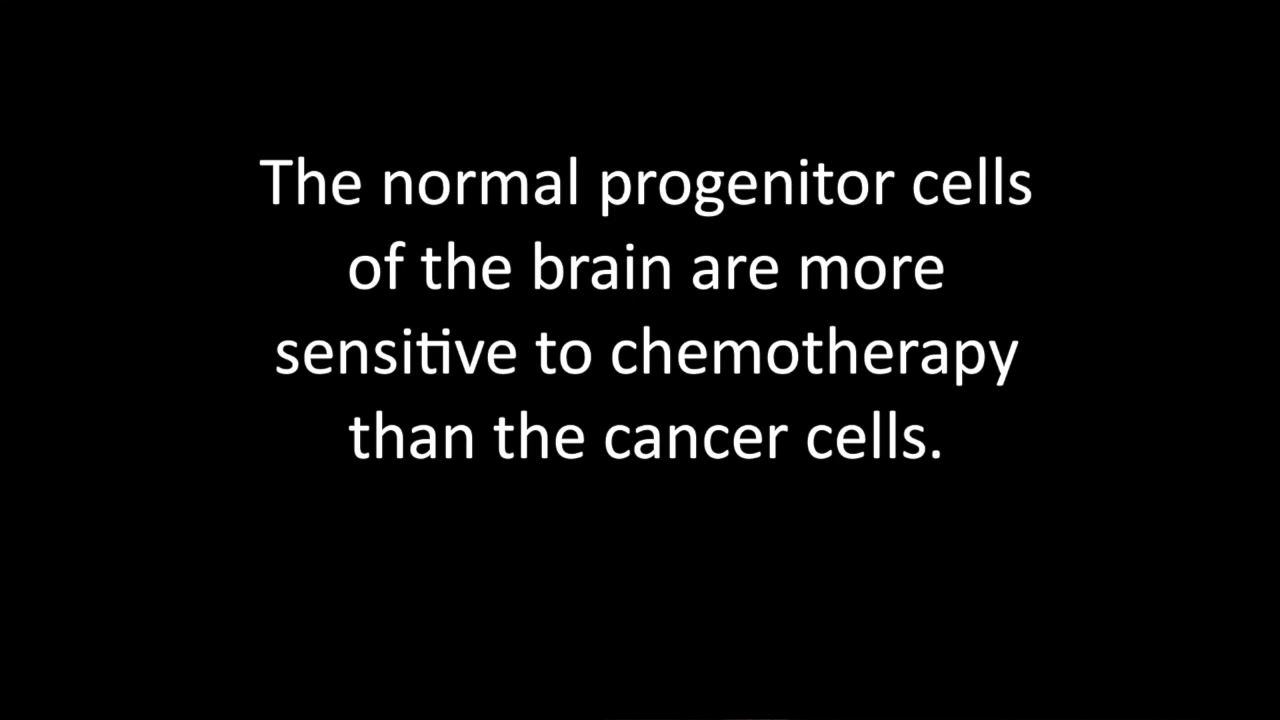 The normal progenitor cells
of the brain are more
sensitive to chemotherapy
than the cancer cells.